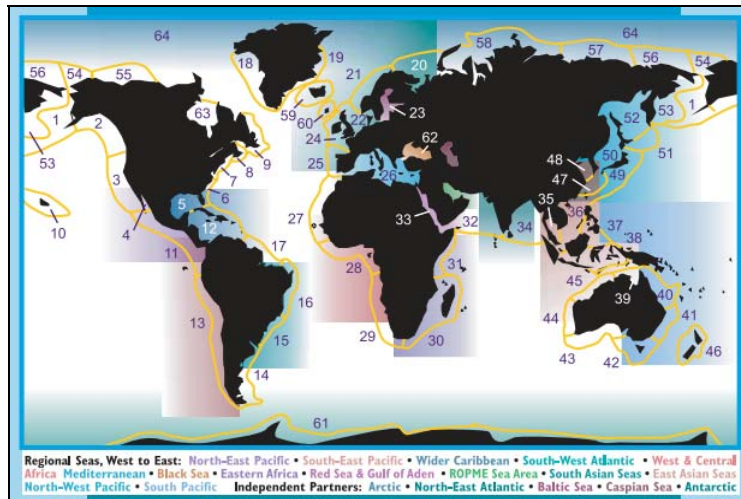 64 19 58 57 64
18 21 20 56
56 54 55 54
63 59 23 52 53 1
1 2 60 22
24 62 48 50 51
53 9 25 47 49
3 8 26 35
7 36
5 6 33 37
10 27 32 34 38
4 12
11 17 28 31 45
39 40
13 16 44 41
15 29 30
43 42 46
14
61
Regional Seas, West to East: North-East Pacific • South-East Pacific • Wider Caribbean • South-West Atlantic • West & Central
Africa Mediterranean • Black Sea • Eastern Africa • Red Sea & Gulf of Aden • ROPME Sea Area • South Asian Seas • East Asian Seas
North-West Pacific • South Pacific Independent Partners: Arctic • North-East Atlantic • Baltic Sea • Caspian Sea • Antarctic